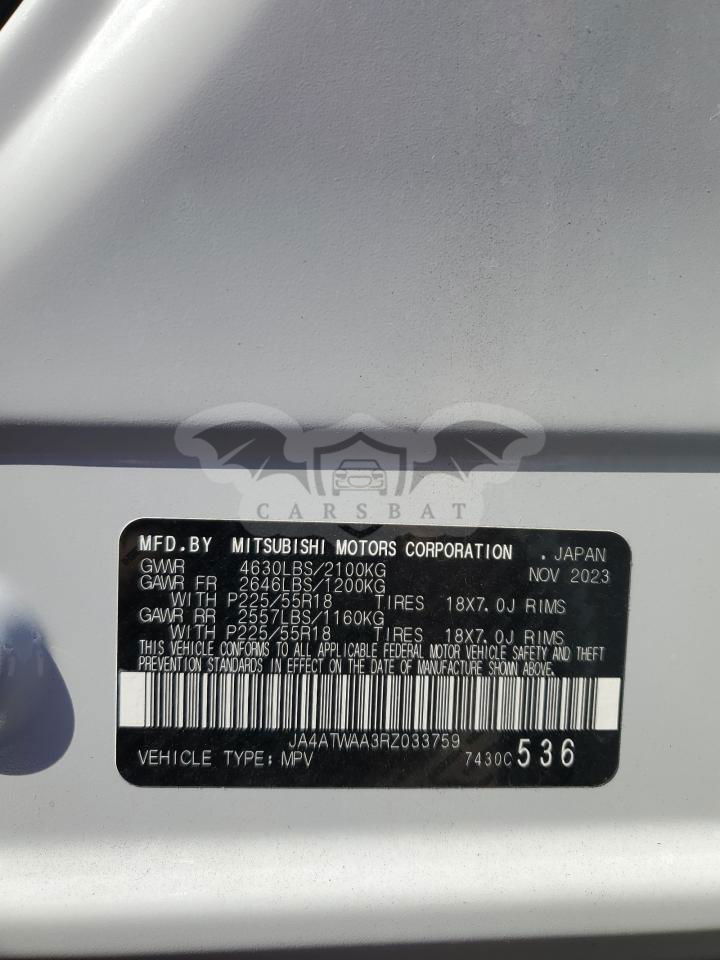 CARSBAT
MFD.BY MITSUBISHI MOTORS CORPORATION . JAPAN
GVWR 4630LBS/2100KG NOV 2023
GAWR FR 2646LBS/1200KG
WITH P225/55R18 TIRES 18X7.0J RIMS
GAWR RR 2557LBS/1160KG
WITH P225/55R18 TIRES 18X7.0J RIMS
THIS VEHICLE CONFORMS TO ALL APPLICABLE FEDERAL MOTOR VEHICLE SAFETY AND THEFT
PREVENTION STANDARDS IN EFFECT ON THE DATE OF MANUFACTURE SHOWN ABOVE.
JA4ATWAA3RZ033759
VEHICLE TYPE: MPV 7430C 536